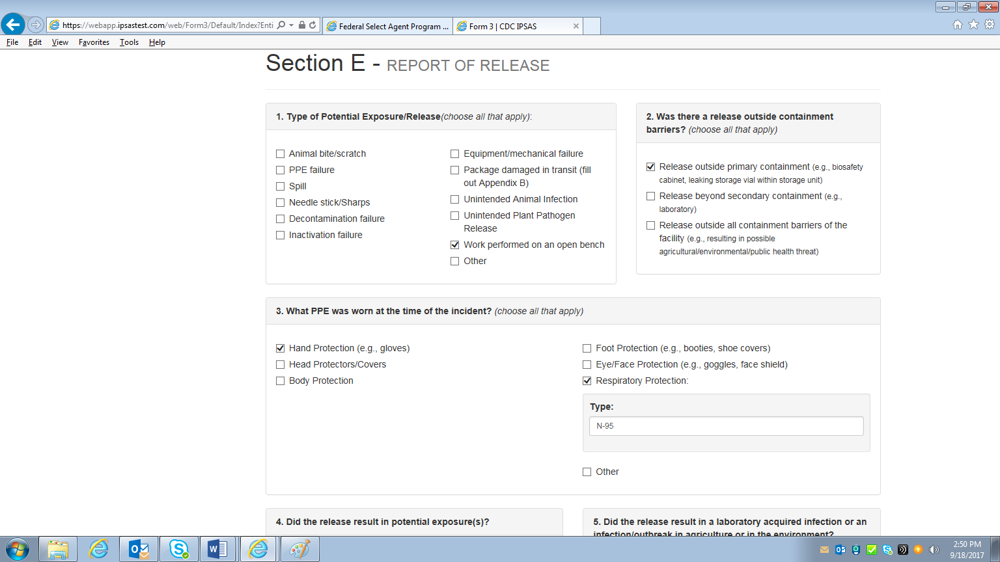 https://webapp.ipsastest.com/web/Form3/Default/Index?Enti
Federal Select Agent Program ...
Form 3 | CDC IPSAS
File Edit View Favorites Tools Help
Section E - REPORT OF RELEASE
1. Type of Potential Exposure/Release(choose all that apply):
Animal bite/scratch
PPE failure
Spill
Needle stick/Sharps
Decontamination failure
Inactivation failure
Equipment/mechanical failure
Package damaged in transit (fill
out Appendix B)
Unintended Animal Infection
Unintended Plant Pathogen
Release
Work performed on an open bench
Other
2. Was there a release outside containment
barriers? (choose all that apply)
Release outside primary containment (e.g., biosafety
cabinet, leaking storage vial within storage unit)
Release beyond secondary containment (e.g.,
laboratory)
Release outside all containment barriers of the
facility (e.g., resulting in possible
agricultural/environmental/public health threat)
3. What PPE was worn at the time of the incident? (choose all that apply)
Hand Protection (e.g., gloves)
Head Protectors/Covers
Body Protection
Foot Protection (e.g., booties, shoe covers)
Eye/Face Protection (e.g., goggles, face shield)
Respiratory Protection:
Type:
N-95
Other
4. Did the release result in potential exposure(s)?
5. Did the release result in a laboratory acquired infection or an
infection/outbreak in agriculture or in the environment?
2:50 PM
9/18/2017